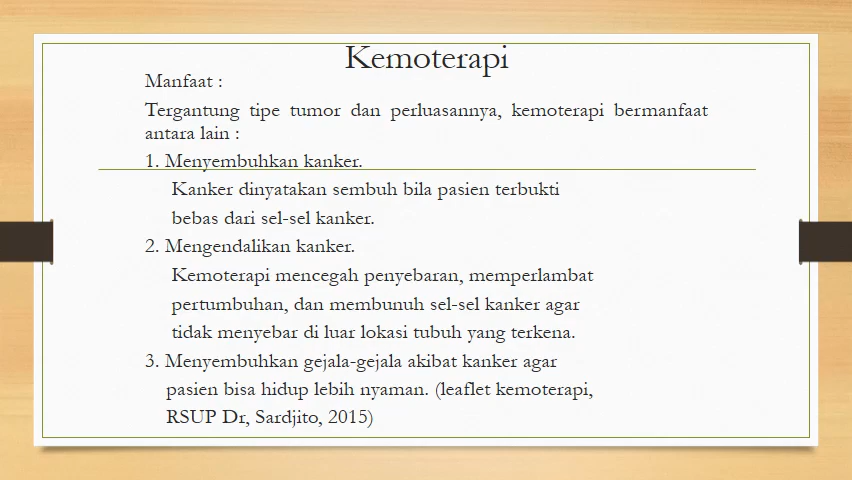 Kemoterapi
Manfaat :
Tergantung tipe tumor dan perluasannya, kemoterapi bermanfaat
antara lain :
1. Menyembuhkan kanker.
Kanker dinyatakan sembuh bila pasien terbukti
bebas dari sel-sel kanker.
2. Mengendalikan kanker.
Kemoterapi mencegah penyebaran, memperlambat
pertumbuhan, dan membunuh sel-sel kanker agar
tidak menyebar di luar lokasi tubuh yang terkena.
3. Menyembuhkan gejala-gejala akibat kanker agar
pasien bisa hidup lebih nyaman. (leaflet kemoterapi,
RSUP Dr, Sardjito, 2015)